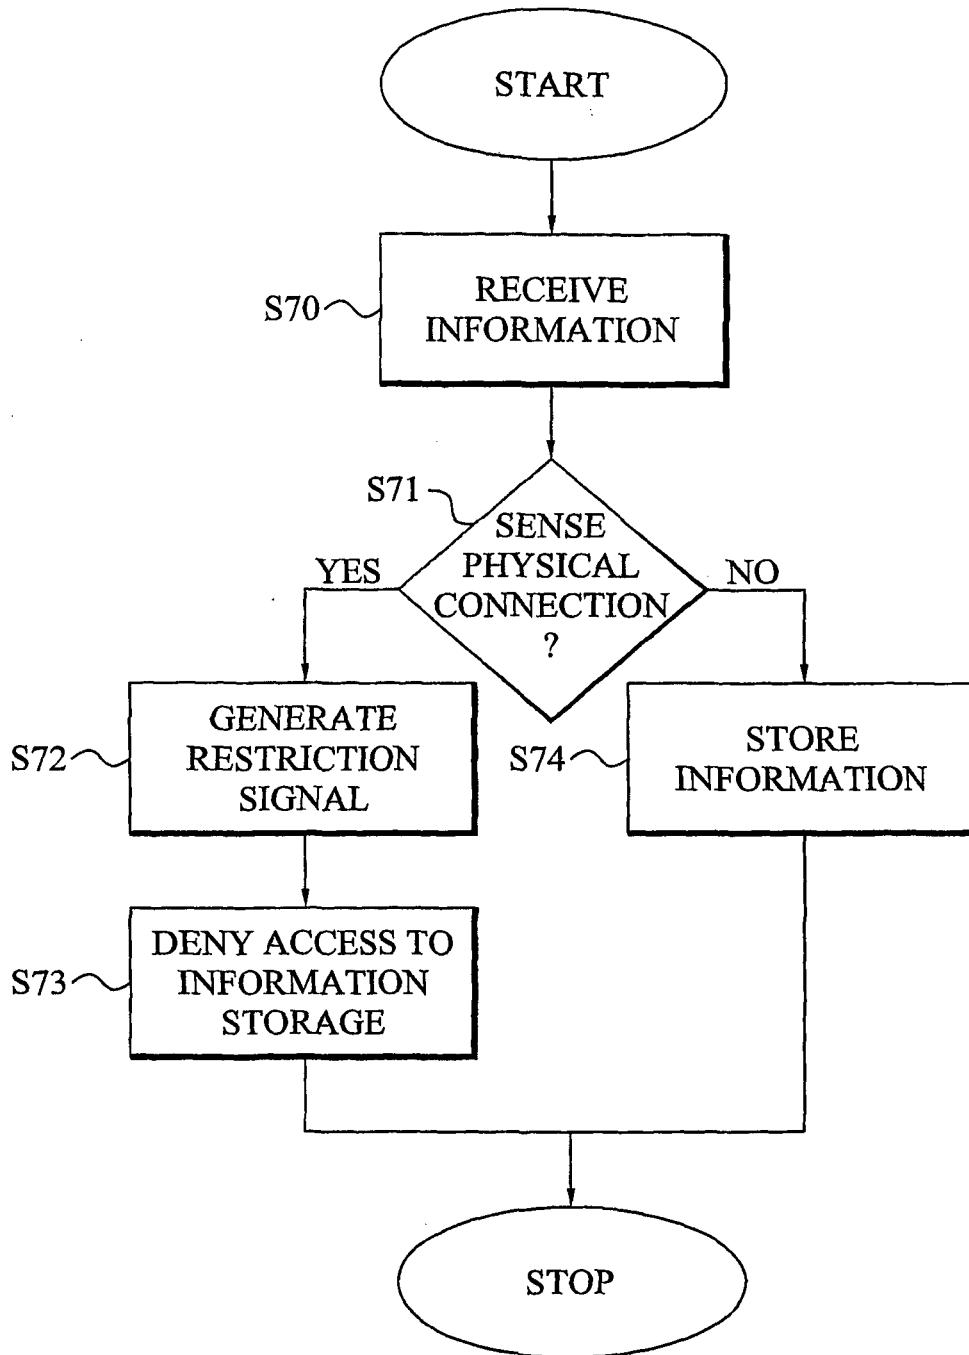 START
S70
RECEIVE
INFORMATION
S71
SENSE
PHYSICAL
CONNECTION
?
YES
NO
S72
GENERATE
RESTRICTION
SIGNAL
S74
STORE
INFORMATION
S73
DENY ACCESS TO
INFORMATION
STORAGE
STOP